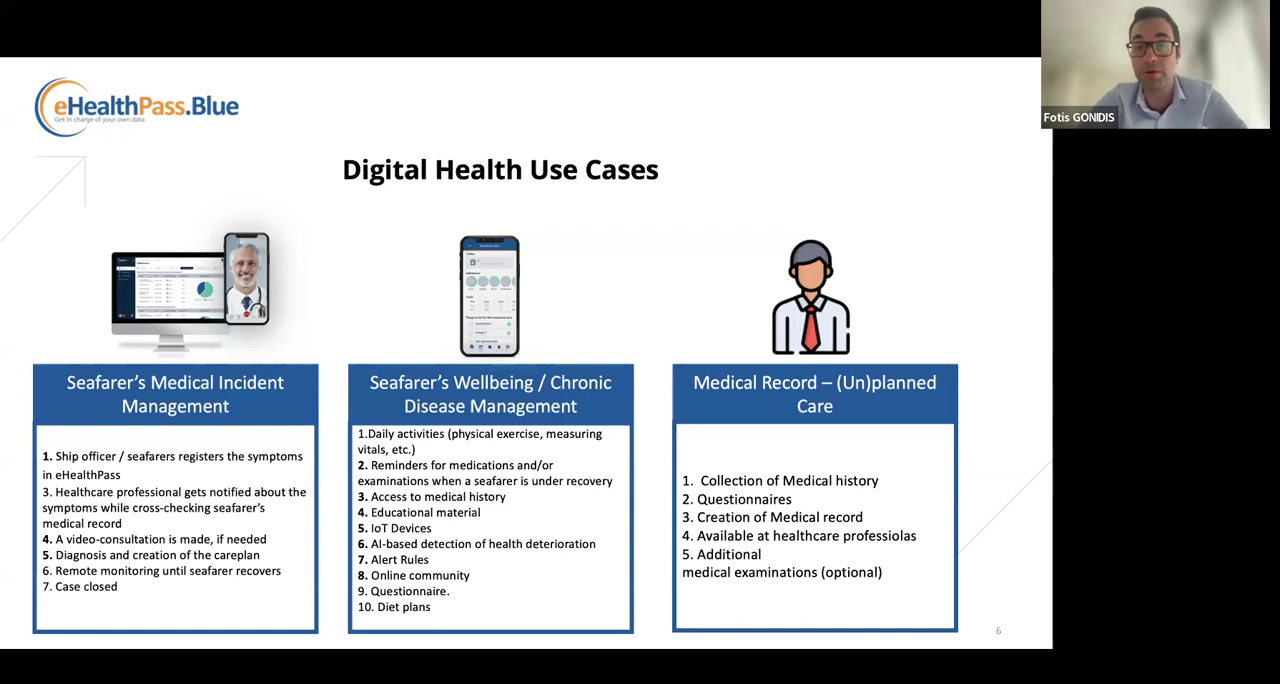 Fotis GONIDIS
eHealthPass.Blue
Get in charge of your own data
Digital Health Use Cases
Seafarer’s Medical Incident
Management
1. Ship officer / seafarers registers the symptoms
in eHealthPass
3. Healthcare professional gets notified about the
symptoms while cross-checking seafarer’s
medical record
4. A video-consultation is made, if needed
5. Diagnosis and creation of the careplan
6. Remote monitoring until seafarer recovers
7. Case closed
Seafarer’s Wellbeing / Chronic
Disease Management
1.Daily activities (physical exercise, measuring
vitals, etc.)
2. Reminders for medications and/or
examinations when a seafarer is under recovery
3. Access to medical history
4. Educational material
5. IoT Devices
6. AI-based detection of health deterioration
7. Alert Rules
8. Online community
9. Questionnaire.
10. Diet plans
Medical Record – (Un)planned
Care
1. Collection of Medical history
2. Questionnaires
3. Creation of Medical record
4. Available at healthcare professiolas
5. Additional
medical examinations (optional)
6